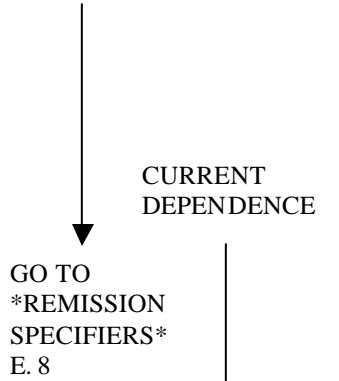 CURRENT
DEPENDENCE
GO TO
*REMISSION
SPECIFIERS*
E. 8